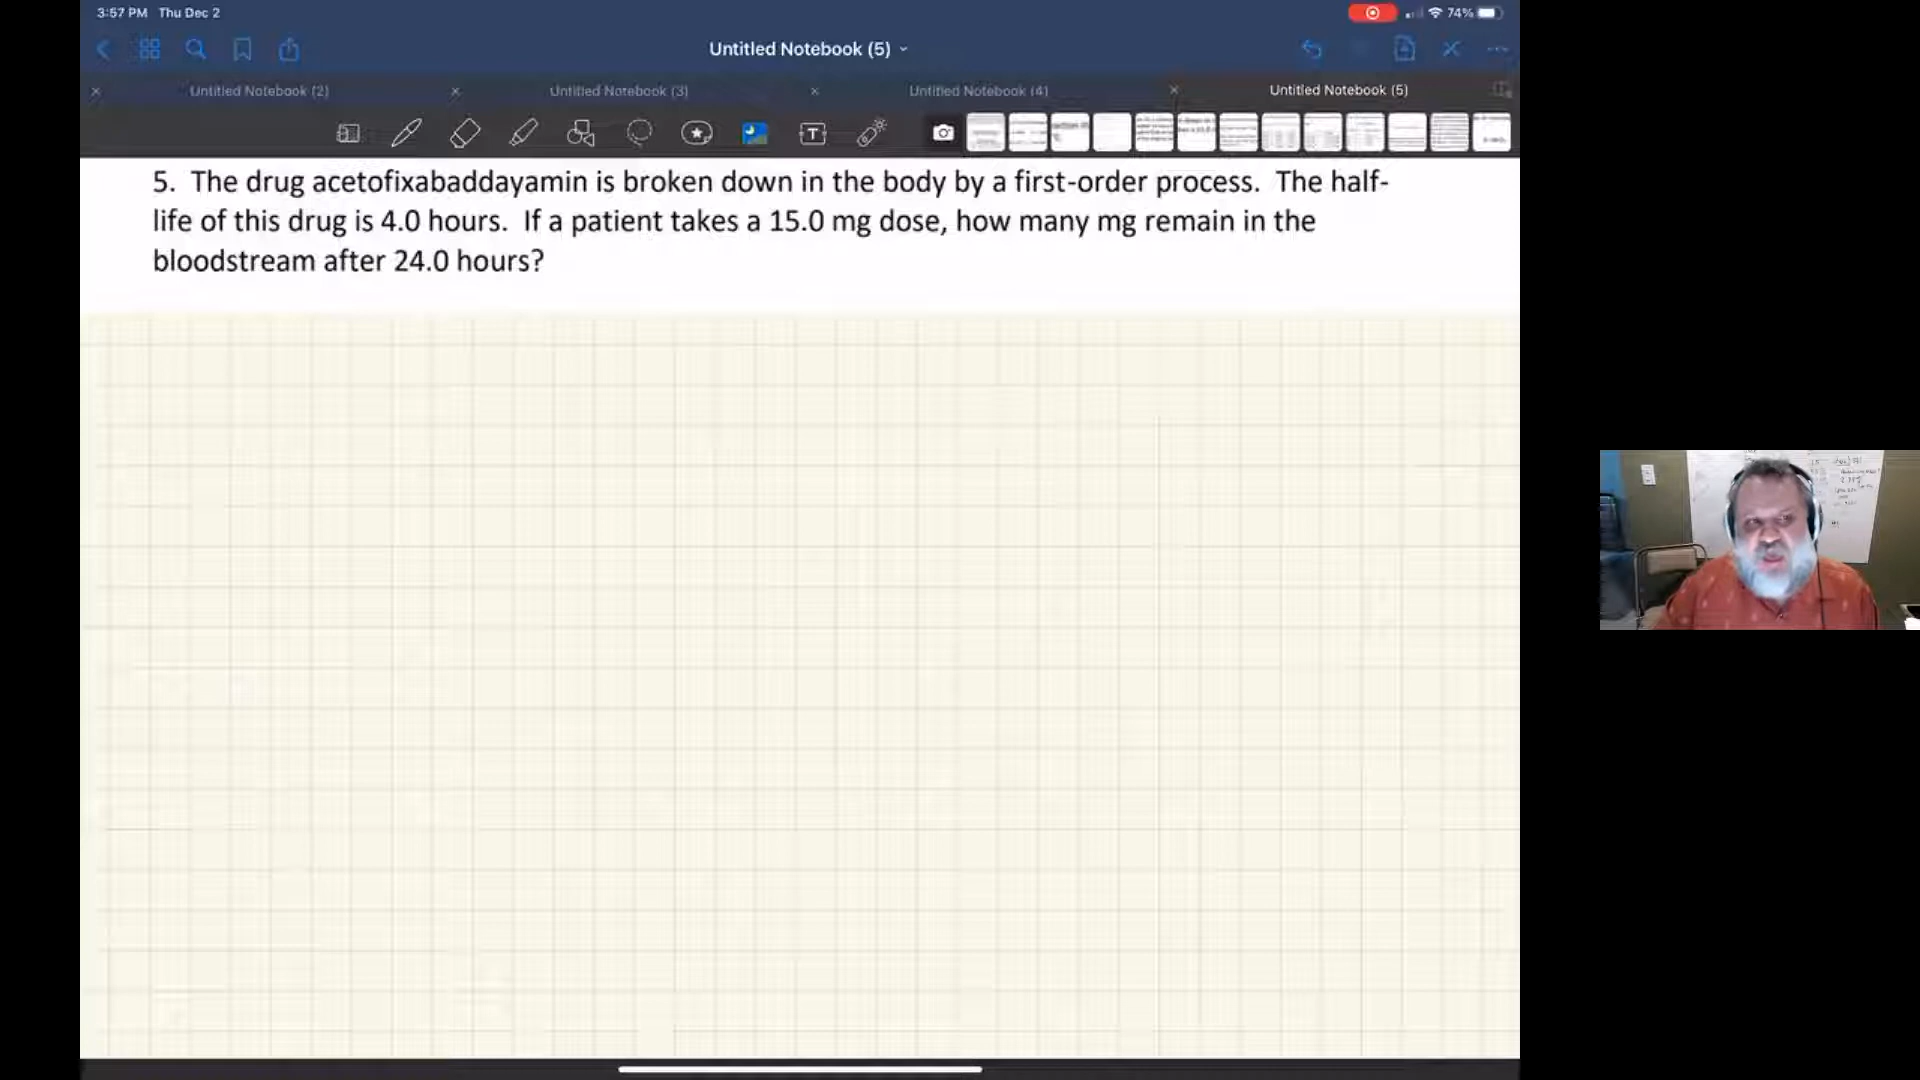 3:57 PM Thu Dec 2
74%
Untitled Notebook (5)
Untitled Notebook (2)
Untitled Notebook (3)
Untitled Notebook (4)
Untitled Notebook (5)
5. The drug acetofixabaddayamin is broken down in the body by a first-order process. The half-
life of this drug is 4.0 hours. If a patient takes a 15.0 mg dose, how many mg remain in the
bloodstream after 24.0 hours?